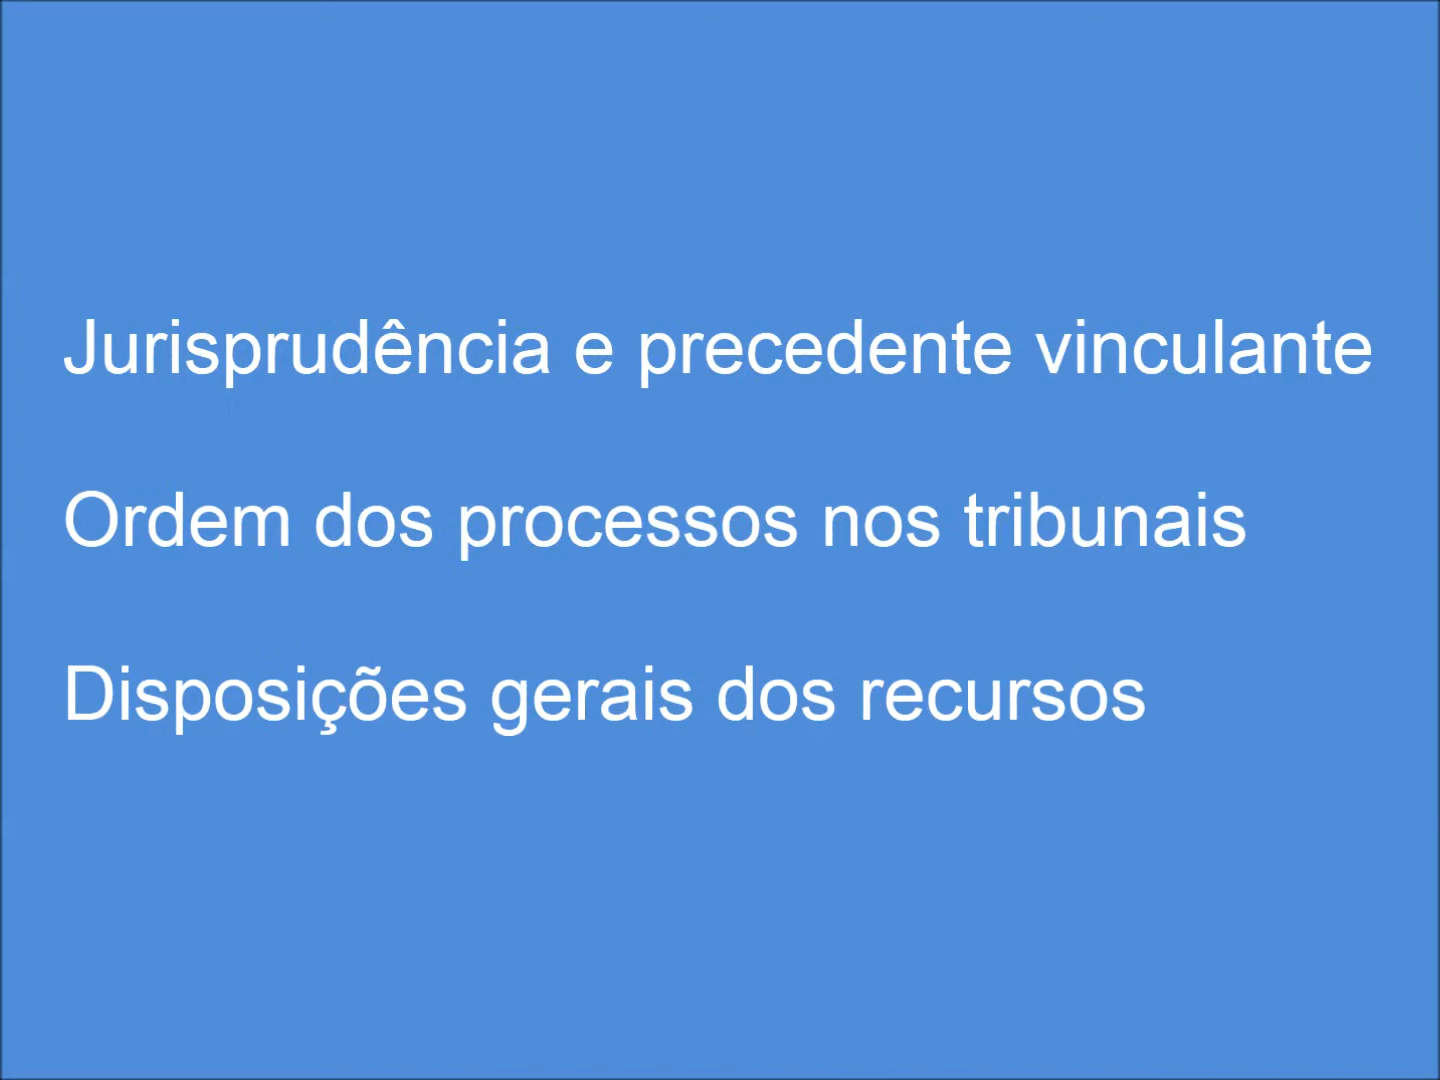 Jurisprudência e precedente vinculante
Ordem dos processos nos tribunais
Disposições gerais dos recursos